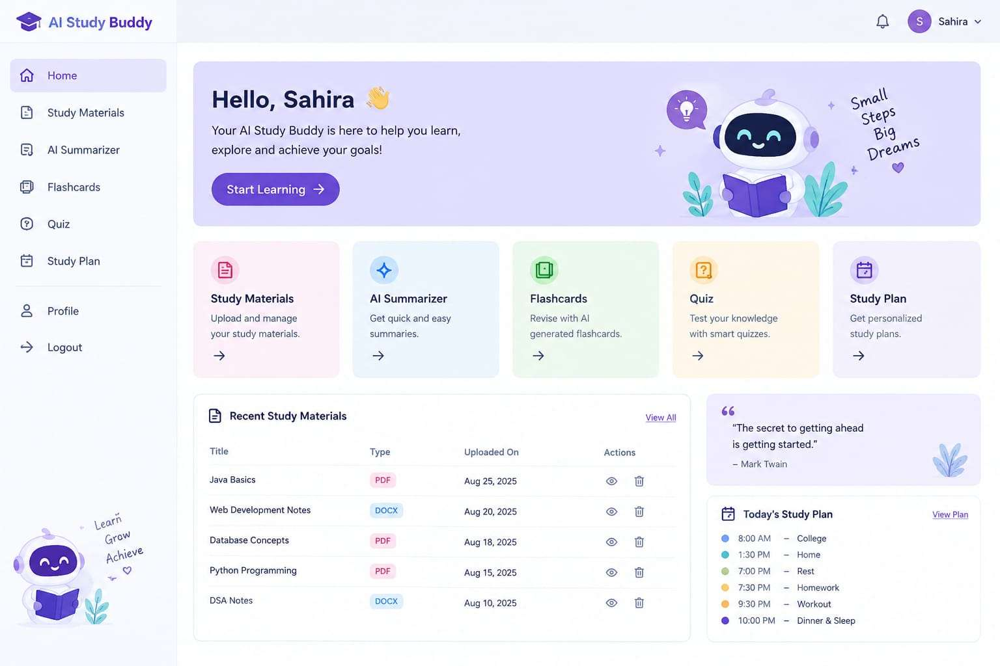 AI Study Buddy
S
Sahira
Home
Study Materials
AI Summarizer
Flashcards
Quiz
Study Plan
Profile
Logout
Learn
Grow
Achieve
Hello, Sahira
Your AI Study Buddy is here to help you learn,
explore and achieve your goals!
Start Learning
Small
Steps
Big
Dreams
Study Materials
Upload and manage
your study materials.
AI Summarizer
Get quick and easy
summaries.
Flashcards
Revise with AI
generated flashcards.
Quiz
Test your knowledge
with smart quizzes.
Study Plan
Get personalized
study plans.
Recent Study Materials
View All
Title Type Uploaded On Actions
Java Basics PDF Aug 25, 2025
Web Development Notes DOCX Aug 20, 2025
Database Concepts PDF Aug 18, 2025
Python Programming PDF Aug 15, 2025
DSA Notes DOCX Aug 10, 2025
“The secret to getting ahead
is getting started.”
– Mark Twain
Today's Study Plan
View Plan
8:00 AM – College
1:30 PM – Home
7:00 PM – Rest
7:30 PM – Homework
9:30 PM – Workout
10:00 PM – Dinner & Sleep